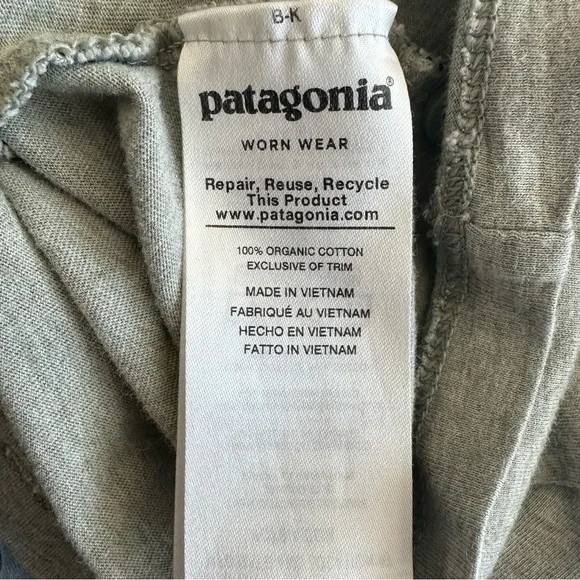 B-K
patagonia®
WORN WEAR
Repair, Reuse, Recycle
This Product
www.patagonia.com
100% ORGANIC COTTON
EXCLUSIVE OF TRIM
MADE IN VIETNAM
FABRIQUÉ AU VIETNAM
HECHO EN VIETNAM
FATTO IN VIETNAM